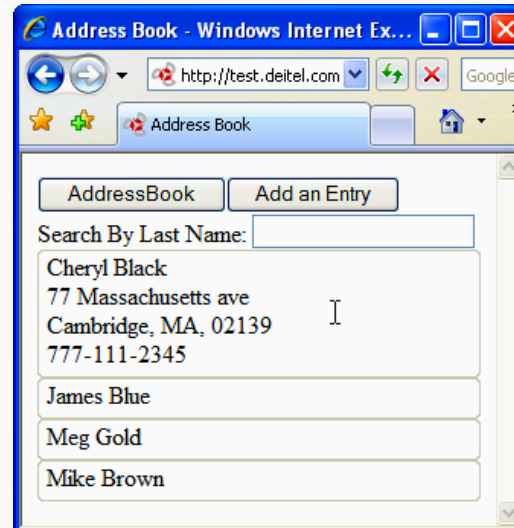 Address Book - Windows Internet Ex...
http://test.deitel.com
Google
Address Book
AddressBook Add an Entry
Search By Last Name:
Cheryl Black
77 Massachusetts ave
Cambridge, MA, 02139
777-111-2345
James Blue
Meg Gold
Mike Brown